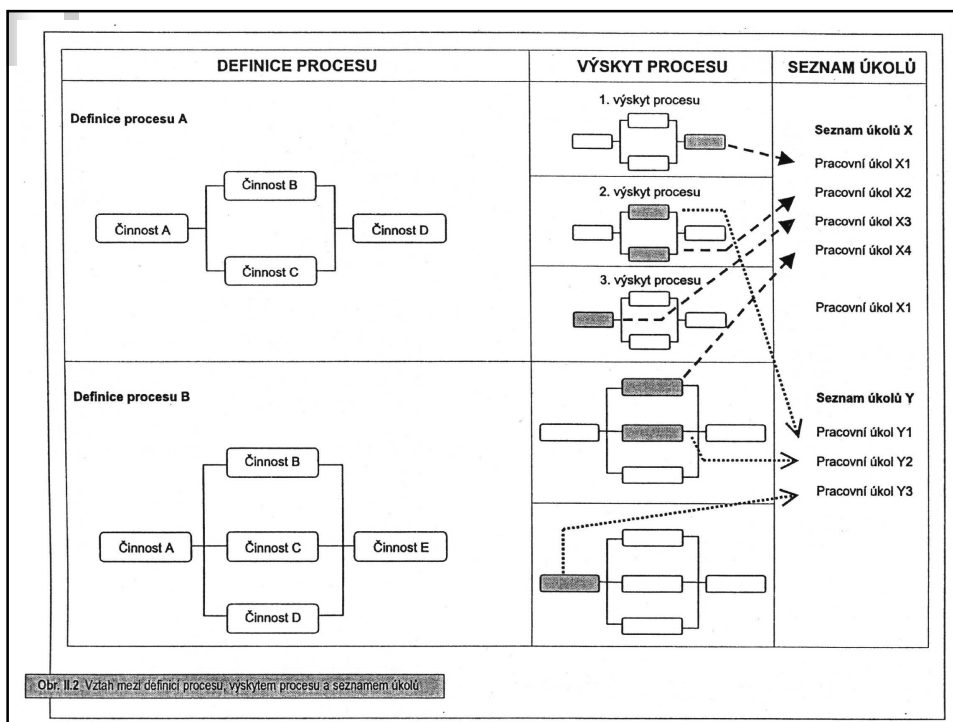 DEFINICE PROCESU
VÝSKYT PROCESU
SEZNAM ÚKOLŮ
Definice procesu A
Činnost A
Činnost B
Činnost C
Činnost D
1. výskyt procesu
2. výskyt procesu
3. výskyt procesu
Seznam úkolů X
Pracovní úkol X1
Pracovní úkol X2
Pracovní úkol X3
Pracovní úkol X4
Pracovní úkol X1
Definice procesu B
Činnost A
Činnost B
Činnost C
Činnost D
Činnost E
Seznam úkolů Y
Pracovní úkol Y1
Pracovní úkol Y2
Pracovní úkol Y3
Obr. II.2 Vztah mezi definicí procesu, výskytem procesu a seznamem úkolů